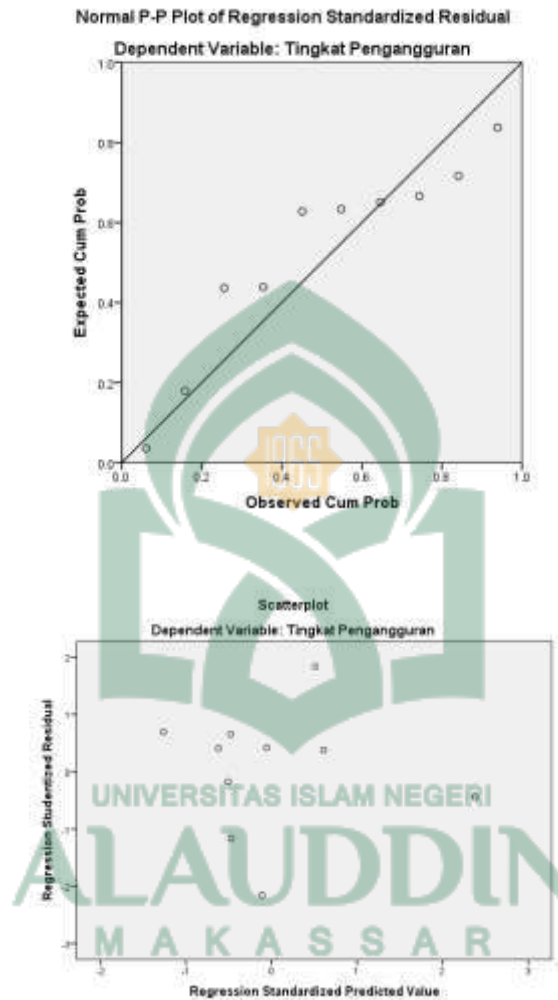 Normal P-P Plot of Regression Standardized Residual
Dependent Variable: Tingkat Pengangguran
1.0
0.8
0.6
0.4
0.2
0.0
Expected Cum Prob
0.0 0.2 0.4 0.6 0.8 1.0
Observed Cum Prob
1965
Scatterplot
Dependent Variable: Tingkat Pengangguran
2
1
0
-1
-2
-3
Regression Studentized Residual
-2 -1 0 1 2 3
Regression Standardized Predicted Value
UNIVERSITAS ISLAM NEGERI
ALAUDDIN
MAKASSAR